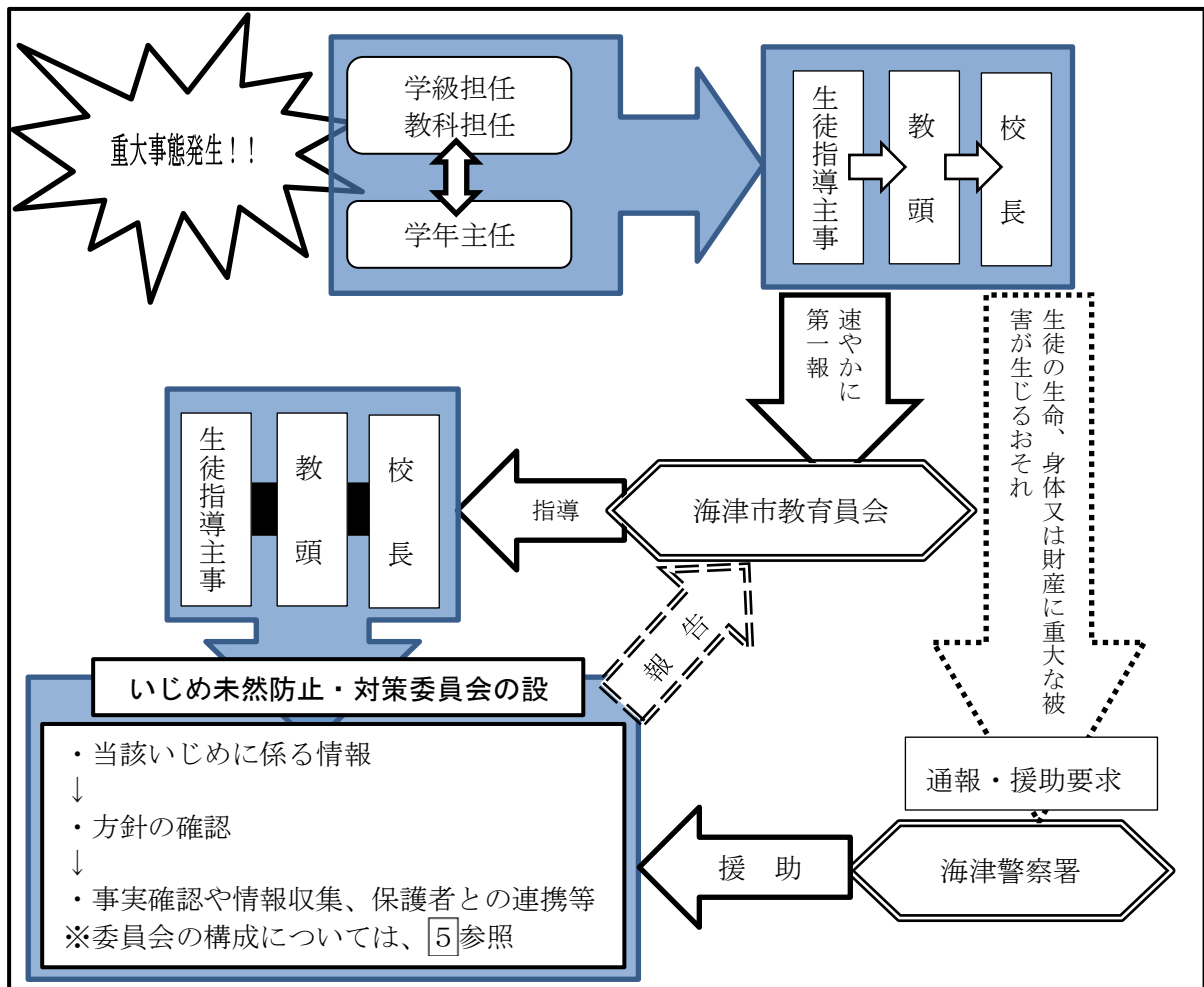 重大事態発生!!
学級担任
教科担任
学年主任
生徒指導主事
教頭
校長
速やかに
第一報
生徒の生命、身体又は財産に重大な被
害が生じるおそれ
生徒指導主事
教頭
校長
指導
海津市教育員会
報告
いじめ未然防止・対策委員会の設
・当該いじめに係る情報
↓
・方針の確認
↓
・事実確認や情報収集、保護者との連携等
※委員会の構成については、5参照
通報・援助要求
援 助
海津警察署